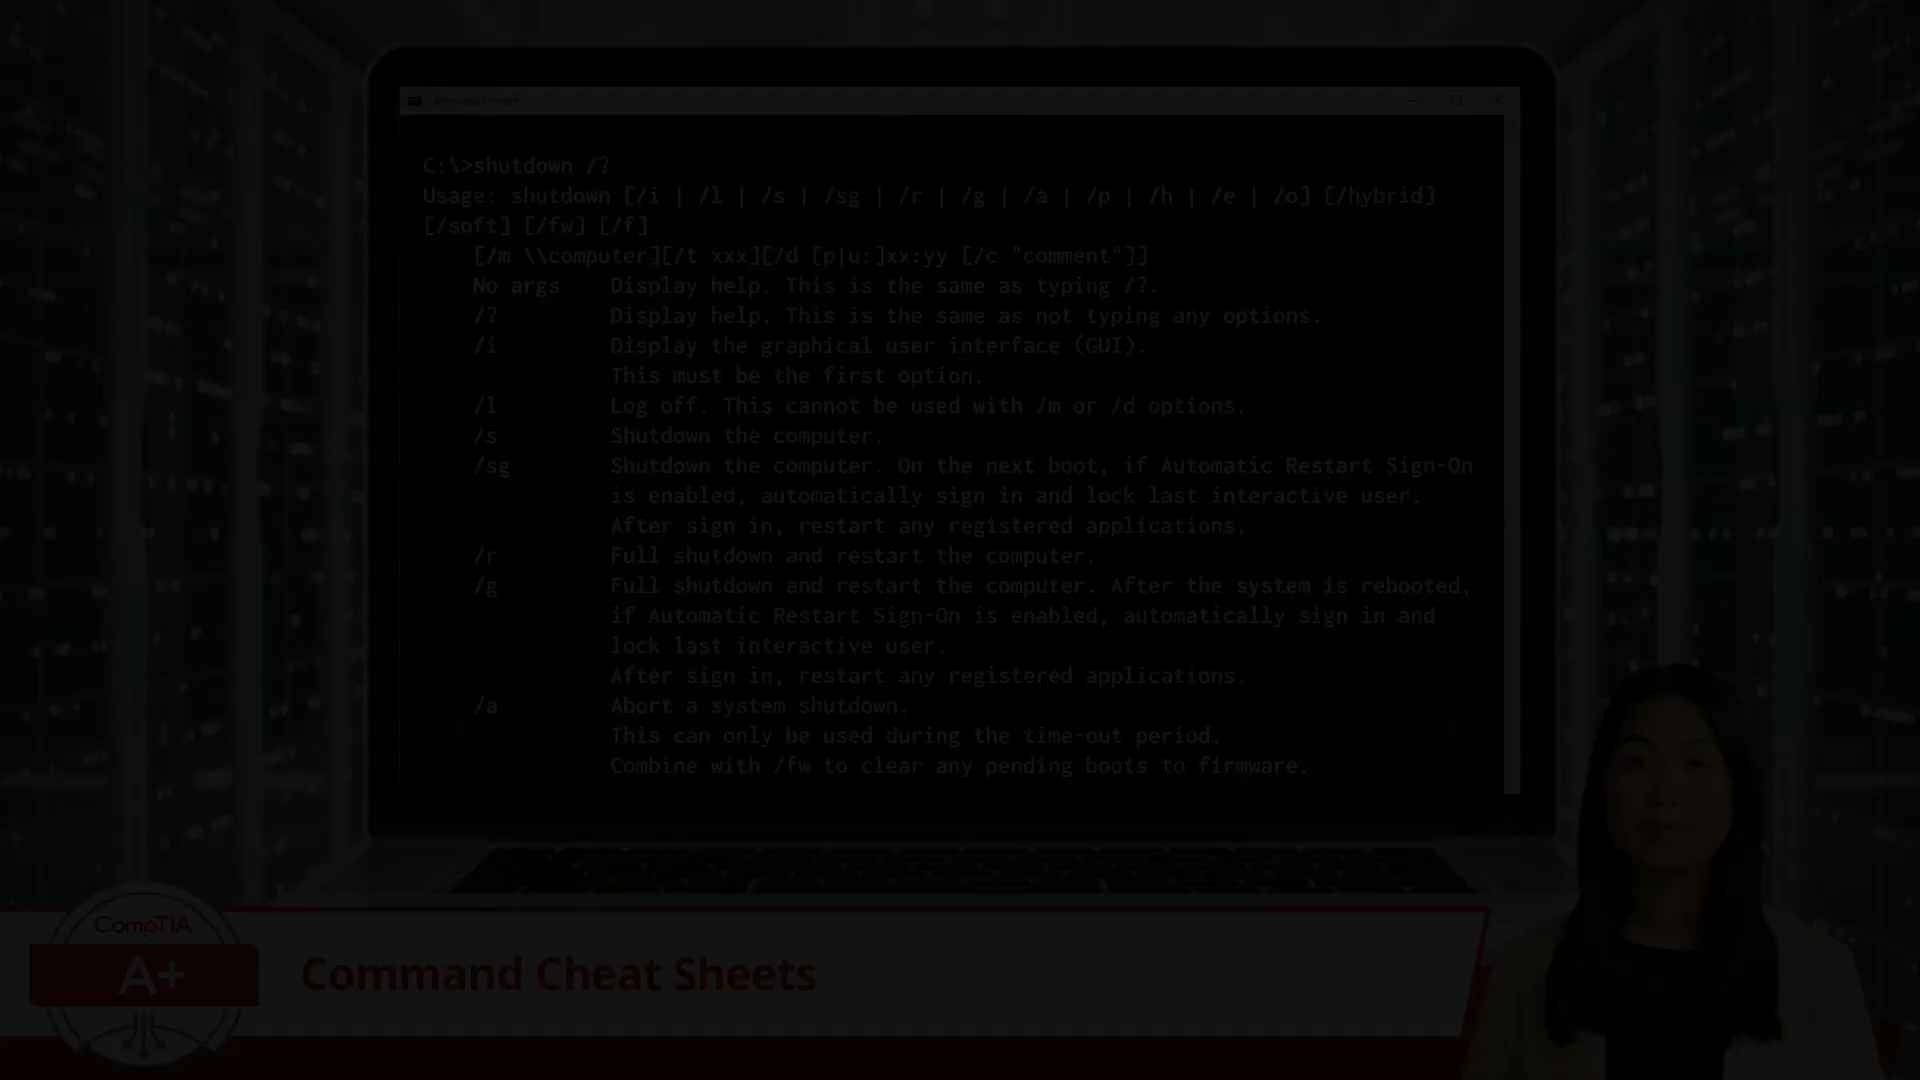 Command Prompt
C:\>shutdown /?
Usage: shutdown [/i | /l | /s | /sg | /r | /g | /a | /p | /h | /e | /o] [/hybrid]
[/soft] [/fw] [/f]
[/m \\computer][/t xxx][/d [p|u:]xx:yy [/c "comment"]]
No args Display help. This is the same as typing /?.
/? Display help. This is the same as not typing any options.
/i Display the graphical user interface (GUI).
This must be the first option.
/l Log off. This cannot be used with /m or /d options.
/s Shutdown the computer.
/sg Shutdown the computer. On the next boot, if Automatic Restart Sign-On
is enabled, automatically sign in and lock last interactive user.
After sign in, restart any registered applications.
/r Full shutdown and restart the computer.
/g Full shutdown and restart the computer. After the system is rebooted,
if Automatic Restart Sign-On is enabled, automatically sign in and
lock last interactive user.
After sign in, restart any registered applications.
/a Abort a system shutdown.
This can only be used during the time-out period.
Combine with /fw to clear any pending boots to firmware.
CompTIA
A+
Command Cheat Sheets